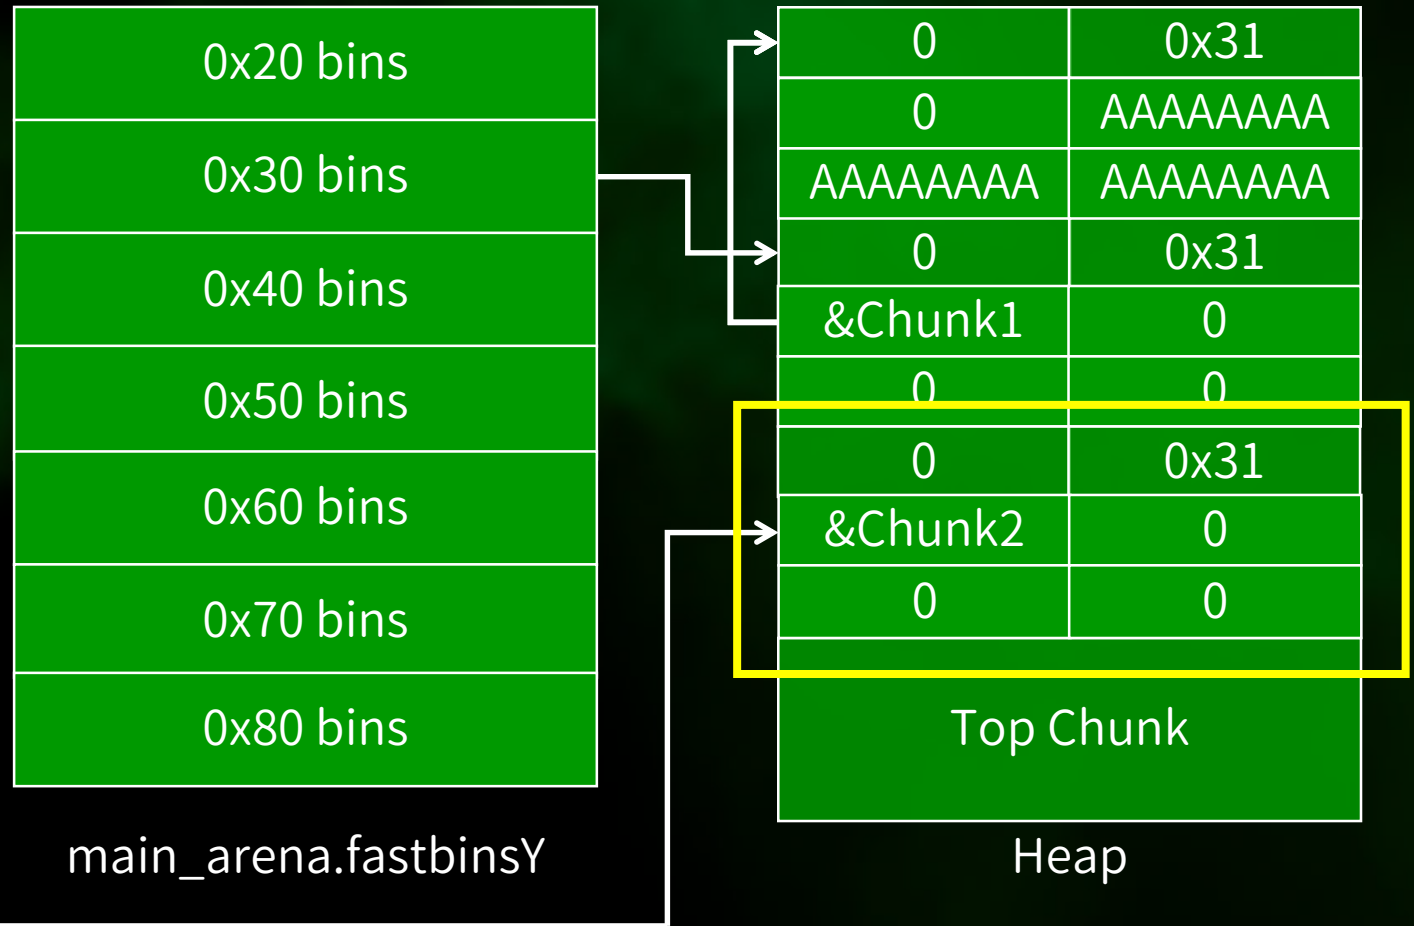 0x20 bins
0x30 bins
0x40 bins
0x50 bins
0x60 bins
0x70 bins
0x80 bins
main_arena.fastbinsY
0 0x31
0 AAAAAAAA
AAAAAAAA AAAAAAAA
0 0x31
&Chunk1 0
0 0
0 0x31
&Chunk2 0
0 0
Top Chunk
Heap